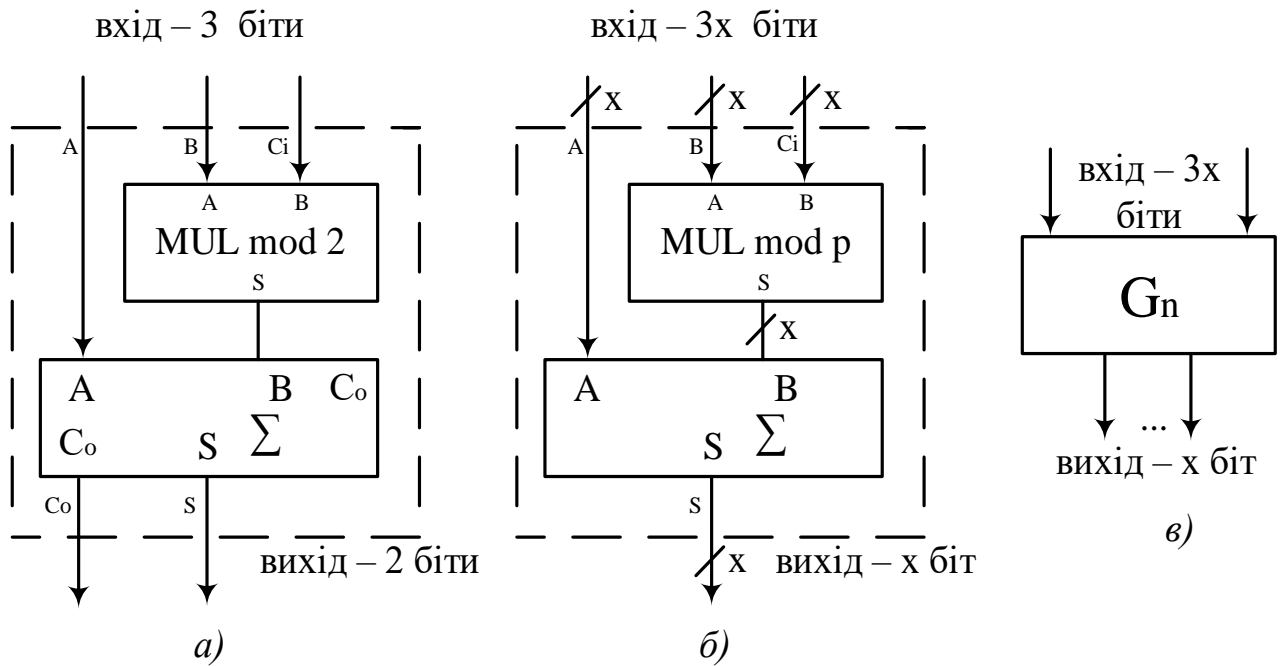 вхід – 3 біти
A
B
Ci
A
B
MUL mod 2
S
A
B
Co
Co
S
∑
Co
S
вихід – 2 біти
а)
вхід – 3x біти
x
x
x
A
B
Ci
A
B
MUL mod p
S
x
A
B
S
∑
S
x
вихід – x біт
б)
вхід – 3x
біти
Gn
...
вихід – x біт
в)